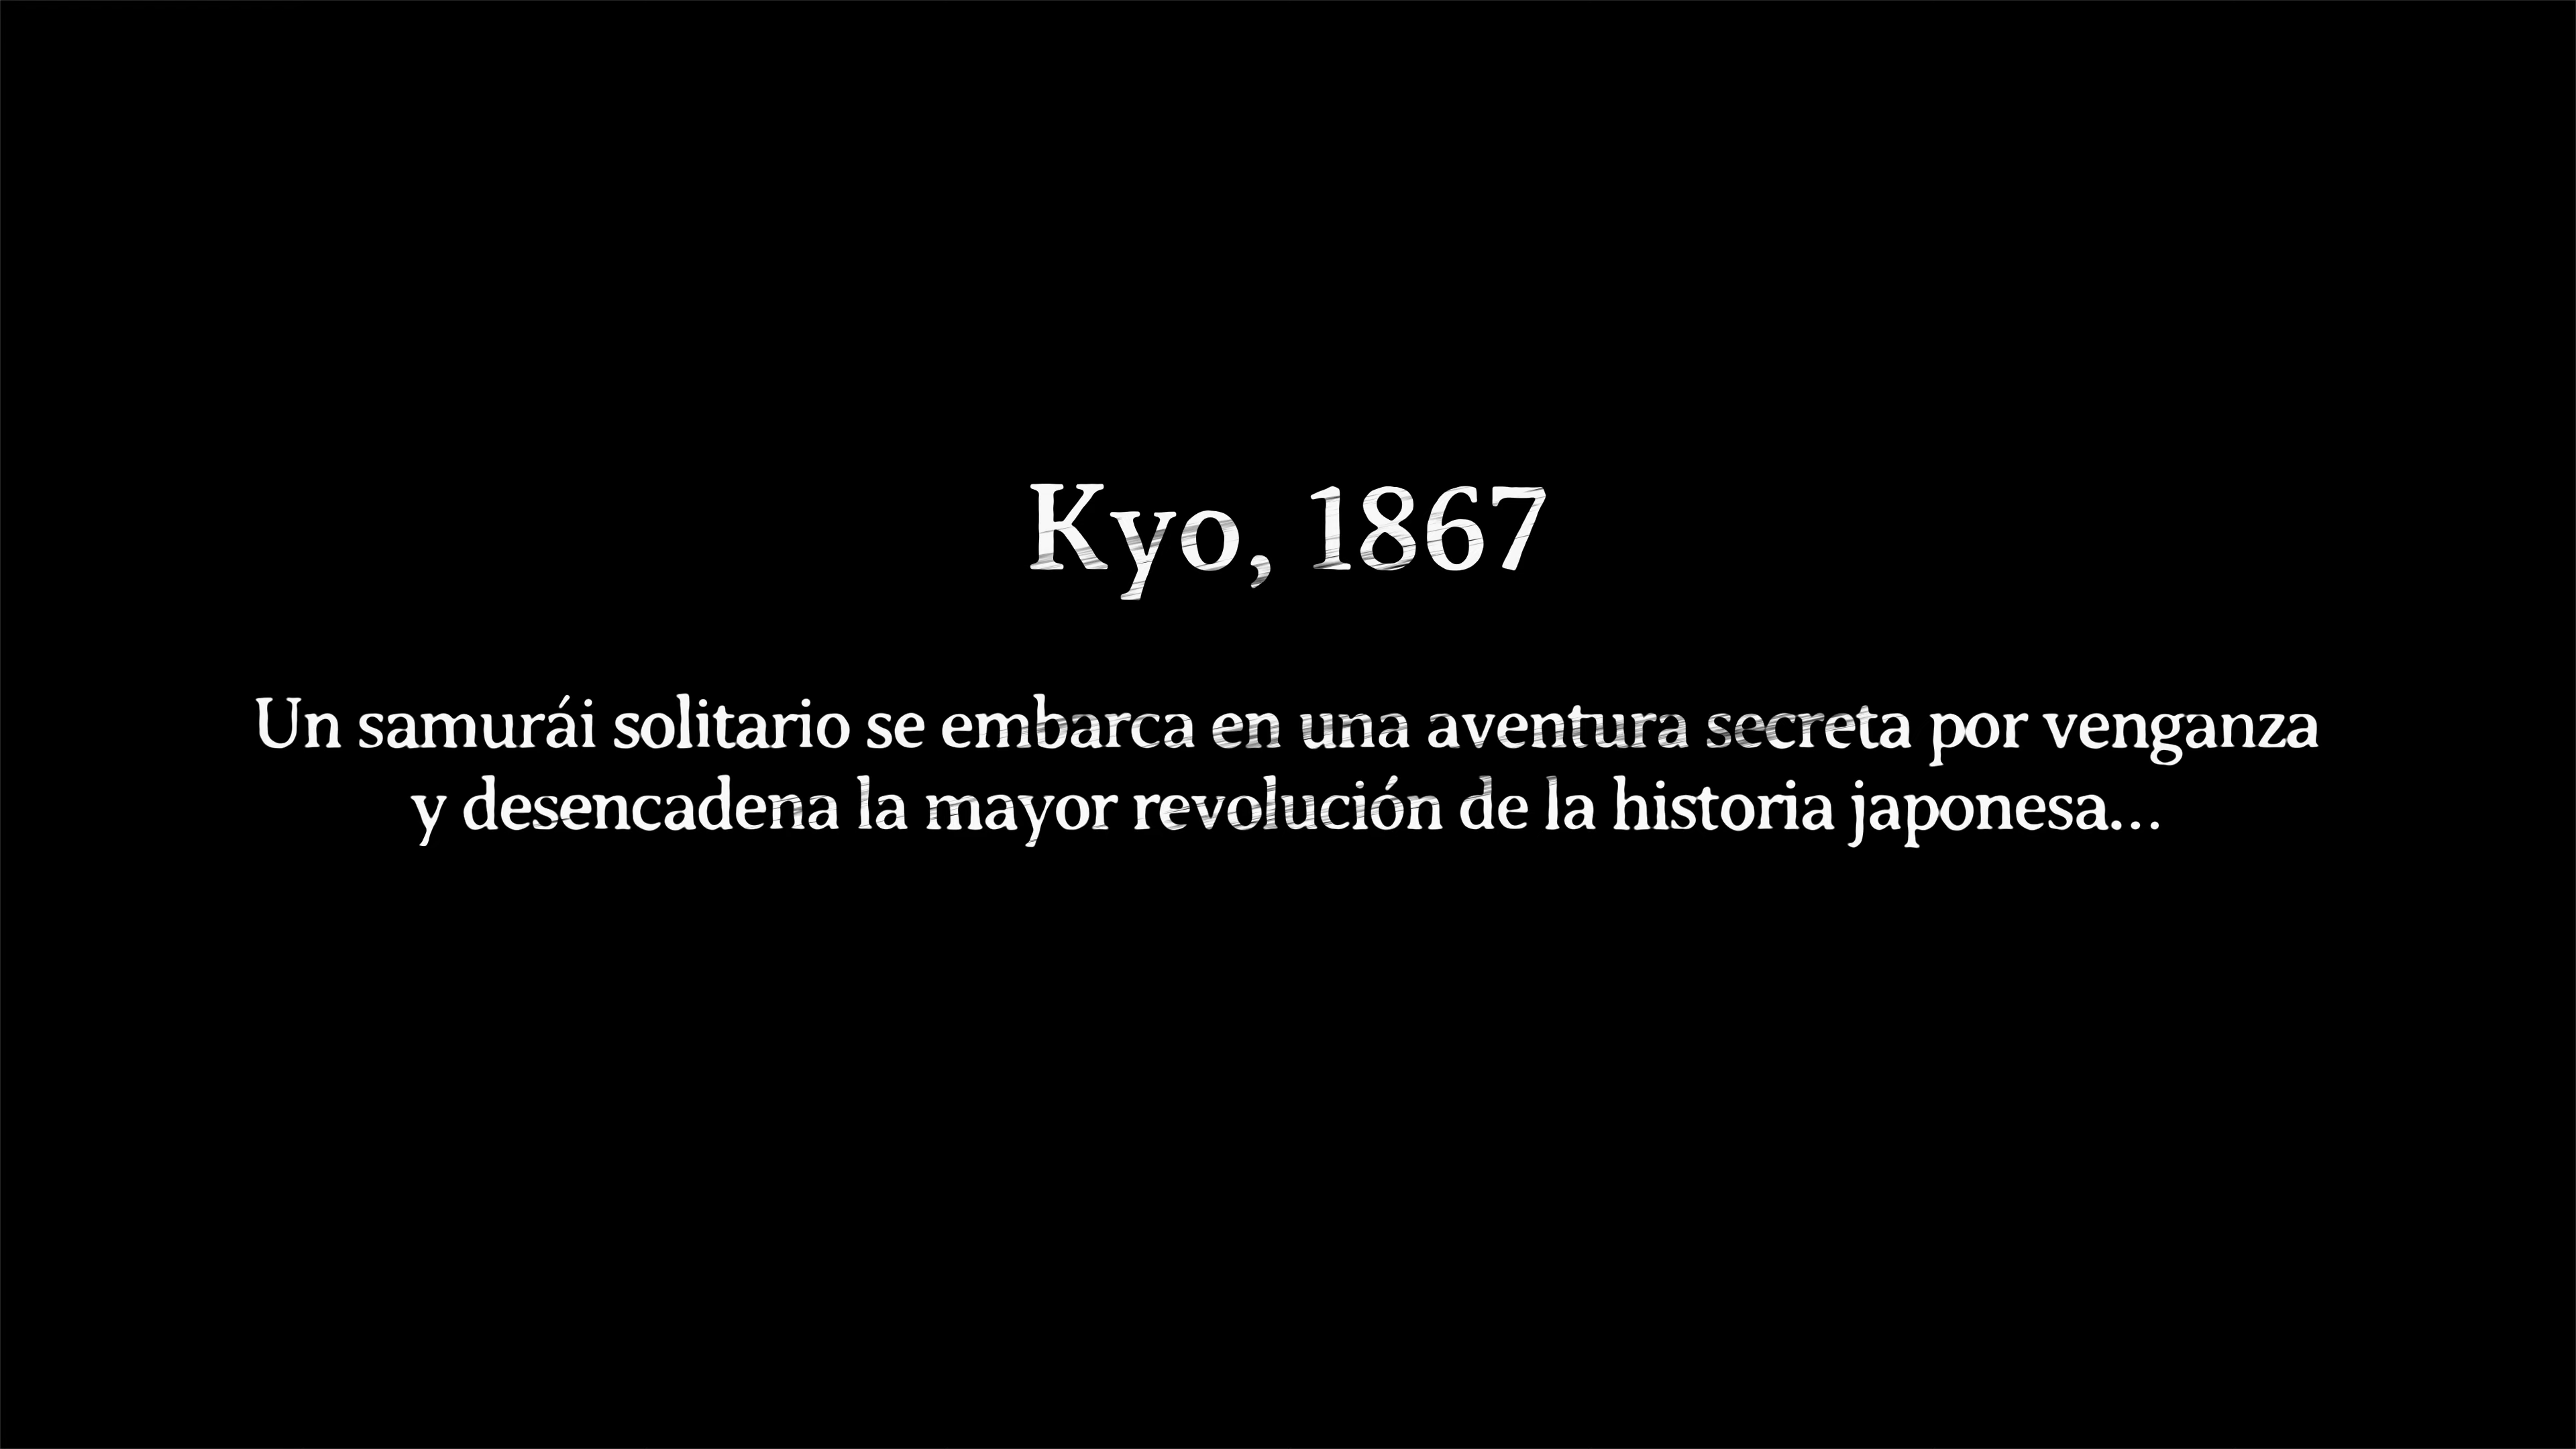 Kyo, 1867
Un samurái solitario se embarca en una aventura secreta por venganza
y desencadena la mayor revolución de la historia japonesa...